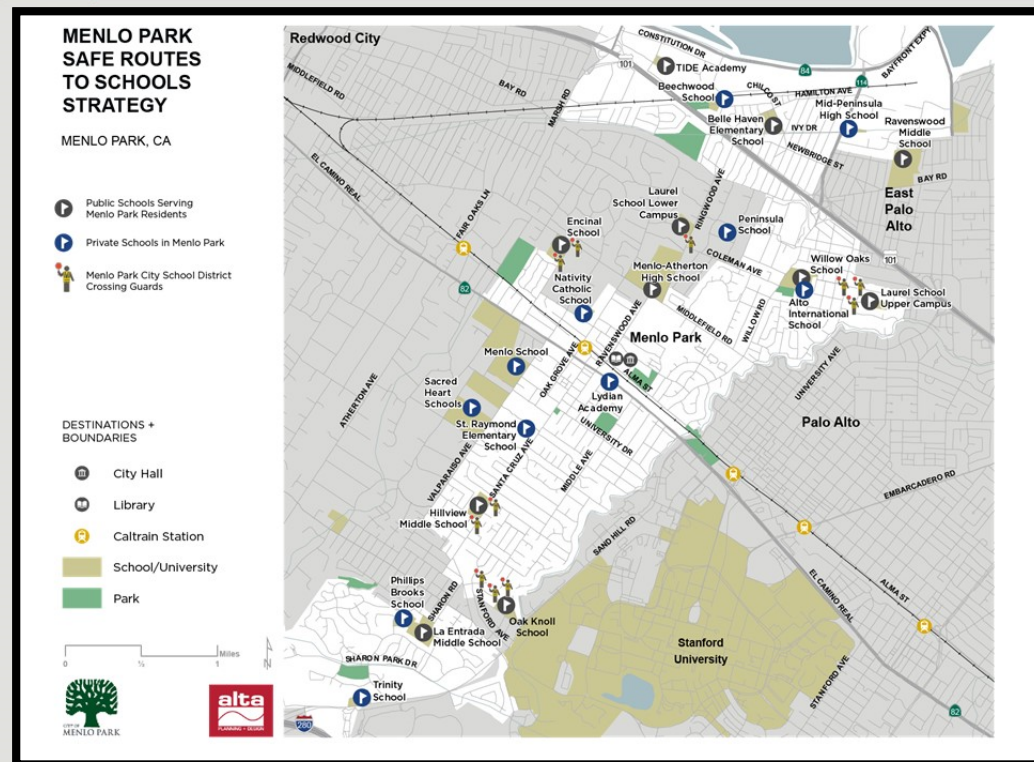 MENLO PARK
SAFE ROUTES
TO SCHOOLS
STRATEGY
MENLO PARK, CA
Public Schools Serving
Menlo Park Residents
Private Schools in Menlo Park
Menlo Park City School District
Crossing Guards
DESTINATIONS +
BOUNDARIES
City Hall
Library
Caltrain Station
School/University
Park
0
½
1
Miles
N
CITY OF
MENLO PARK
alta
PLANNING + DESIGN
Redwood City
CONSTITUTION DR
101
TIDE Academy
84
BAYFRONT EXPY
MIDDLEFIELD RD
BAY RD
MARSH RD
Beechwood
School
CHILCO ST
HAMILTON AVE
114
Mid-Peninsula
High School
Belle Haven
Elementary
School
IVY DR
Ravenswood
Middle
School
NEWBRIDGE ST
BAY RD
EL CAMINO REAL
East
Palo
Alto
FAIR OAKS LN
Laurel
School Lower
Campus
RINGWOOD AVE
Encinal
School
Peninsula
School
COLEMAN AVE
101
Willow Oaks
School
Menlo-Atherton
High School
82
Nativity
Catholic
School
Alto
International
School
Laurel School
Upper Campus
MIDDLEFIELD RD
WILLOW RD
RAVENSWOOD AVE
Menlo Park
OAK GROVE AVE
Menlo School
ALMA ST
UNIVERSITY AVE
ATHERTON AVE
Sacred
Heart
Schools
Lydian
Academy
St. Raymond
Elementary
School
UNIVERSITY DR
Palo Alto
VALPARAISO AVE
SANTA CRUZ AVE
MIDDLE AVE
EMBARCADERO RD
Hillview
Middle School
SAND HILL RD
Phillips
Brooks
School
SHARON RD
STANFORD AVE
Oak Knoll
School
La Entrada
Middle School
EL CAMINO REAL
ALMA ST
Stanford
University
SHARON PARK DR
Trinity
School
STANFORD AVE
280
82